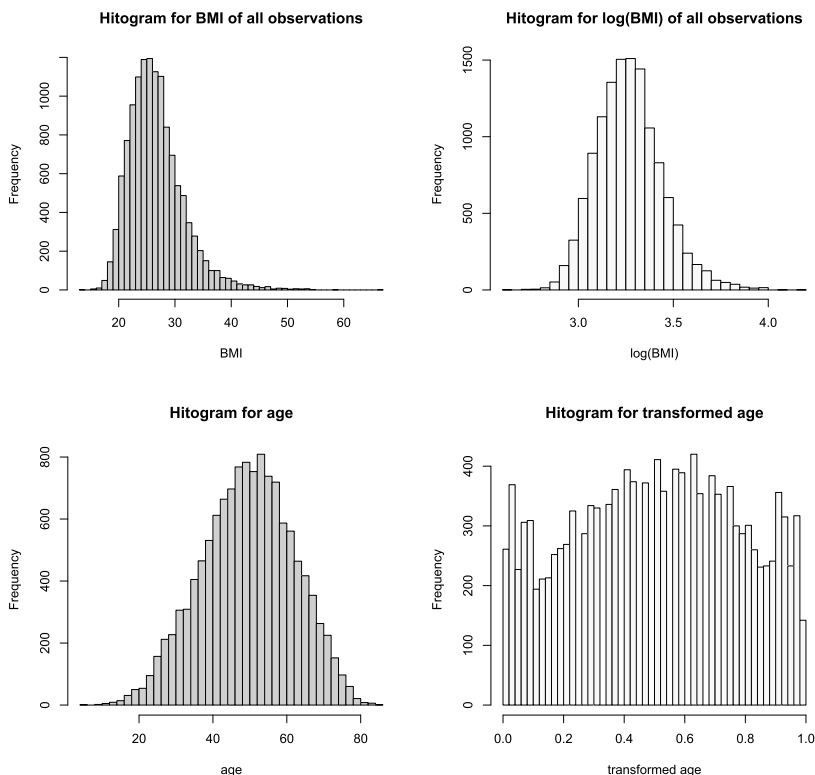 Hitogram for BMI of all observations
Frequency
0 200 400 600 800 1000
20 30 40 50 60
BMI
Hitogram for log(BMI) of all observations
Frequency
0 500 1000 1500
3.0 3.5 4.0
log(BMI)
Hitogram for age
Frequency
0 200 400 600 800
20 40 60 80
age
Hitogram for transformed age
Frequency
0 100 200 300 400
0.0 0.2 0.4 0.6 0.8 1.0
transformed age